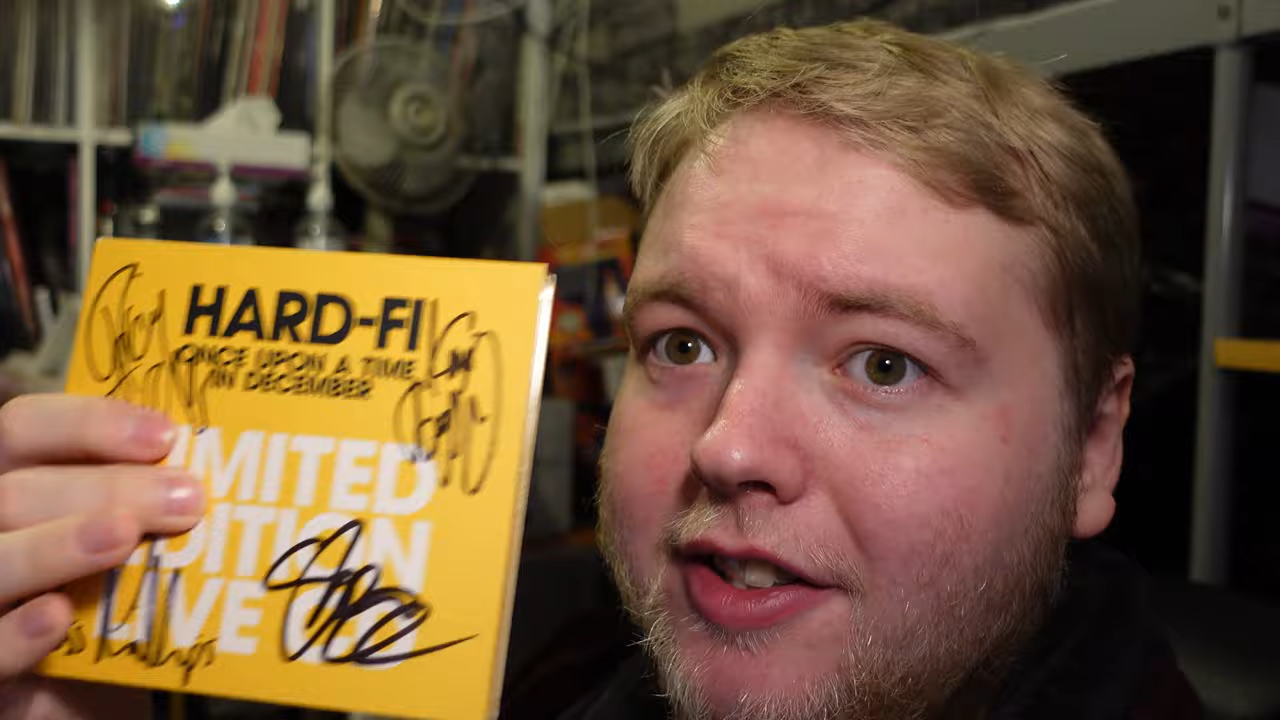 HARD-FI
ONCE UPON A TIME
IN DECEMBER
LIMITED
EDITION
LIVE CD